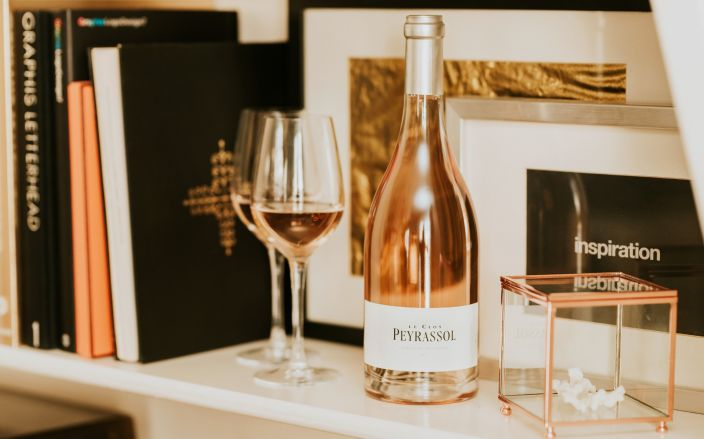 GRAPHIS LETTERHEAD
LE CLOS
PEYRASSOL
inspiration